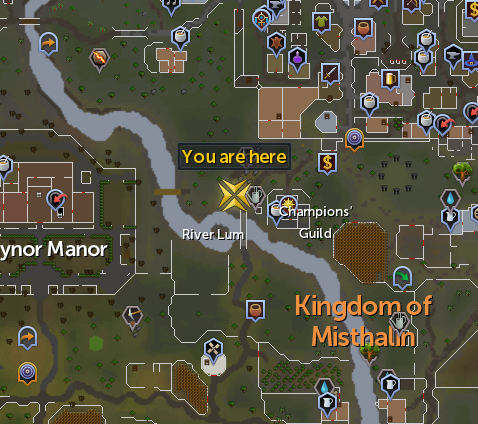 You are here
Champions'
Guild
River Lum
ynor Manor
Kingdom of
Misthalin
$
$